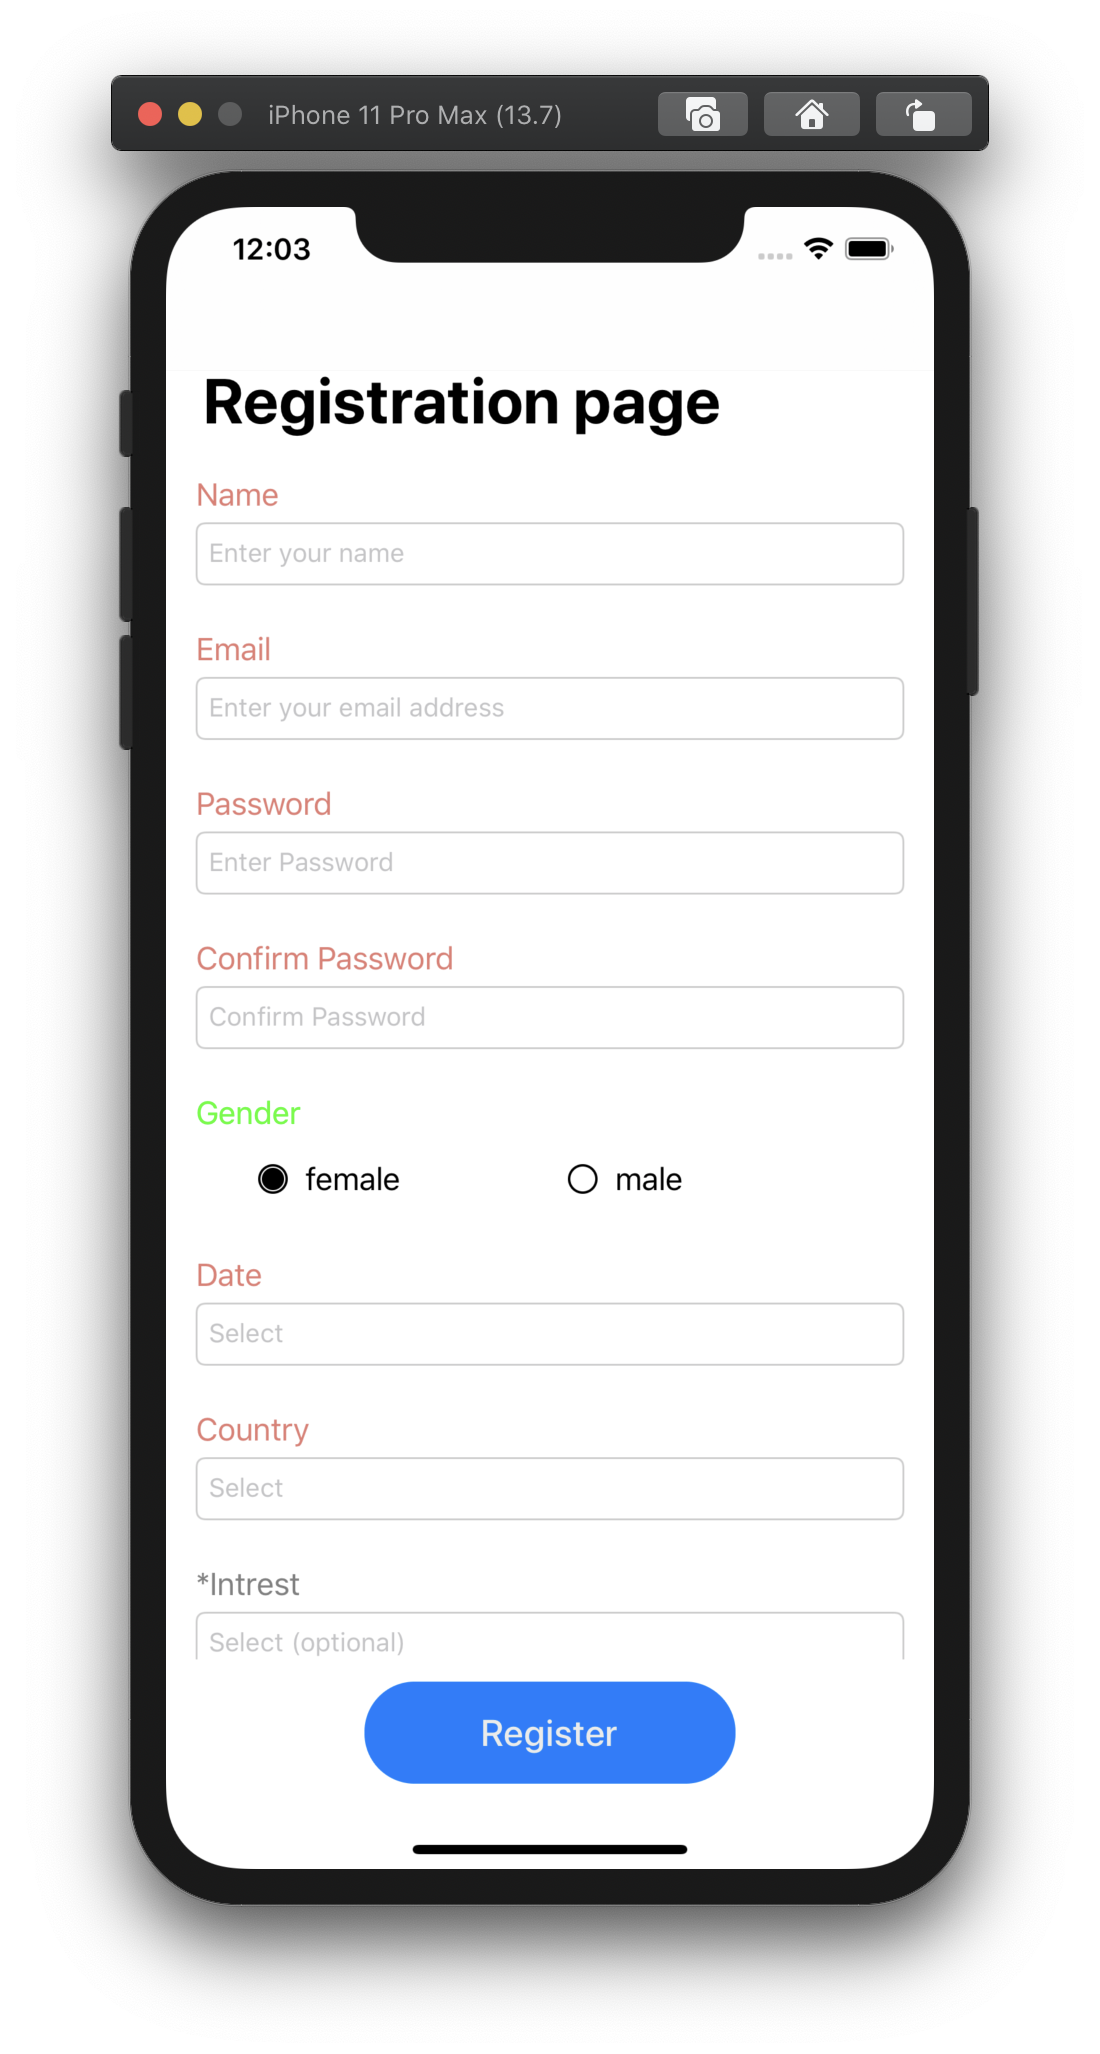 iPhone 11 Pro Max (13.7)
12:03
Registration page
Name
Enter your name
Email
Enter your email address
Password
Enter Password
Confirm Password
Confirm Password
Gender
female male
Date
Select
Country
Select
*Intrest
Select (optional)
Register